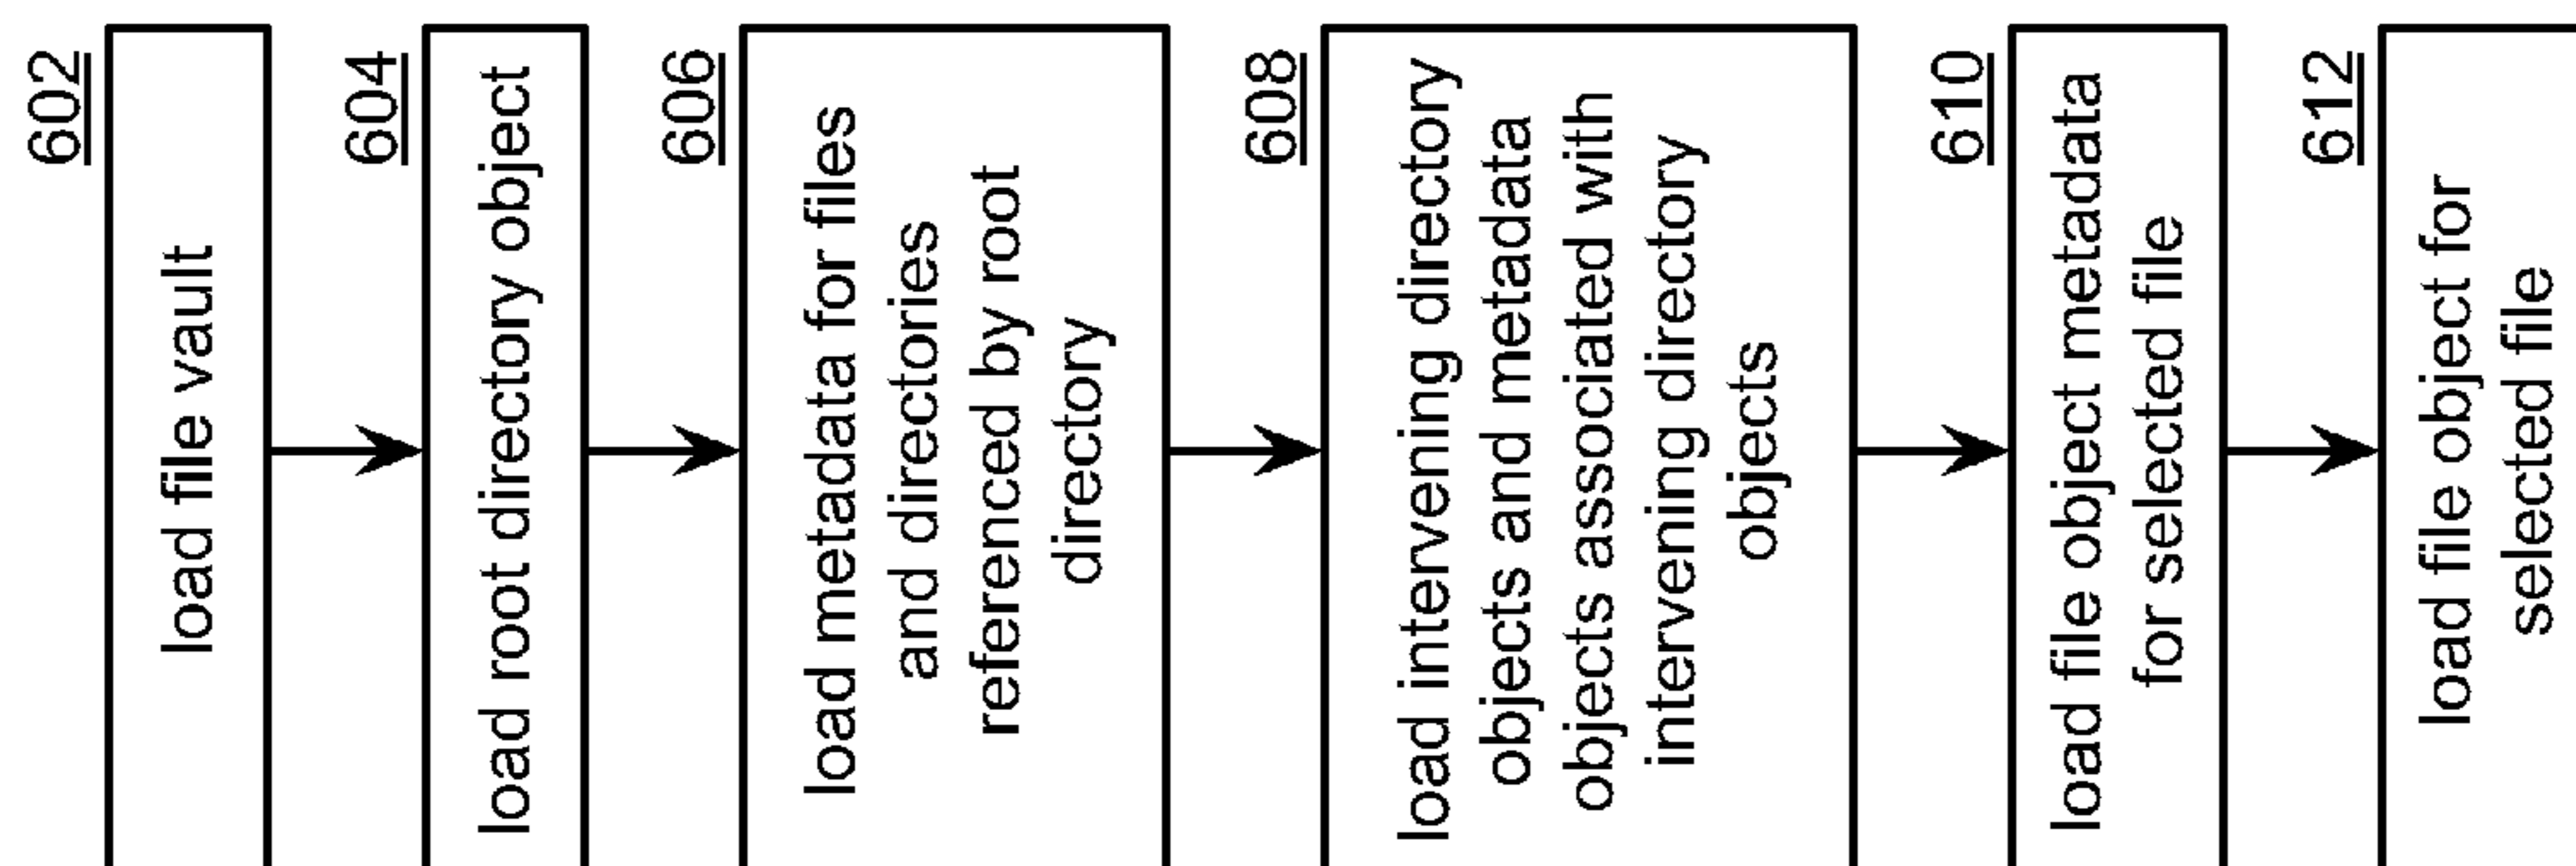 602
load file vault
604
load root directory object
606
load metadata for files
and directories
referenced by root
directory
608
load intervening directory
objects and metadata
objects associated with
intervening directory
objects
610
load file object metadata
for selected file
612
load file object for
selected file